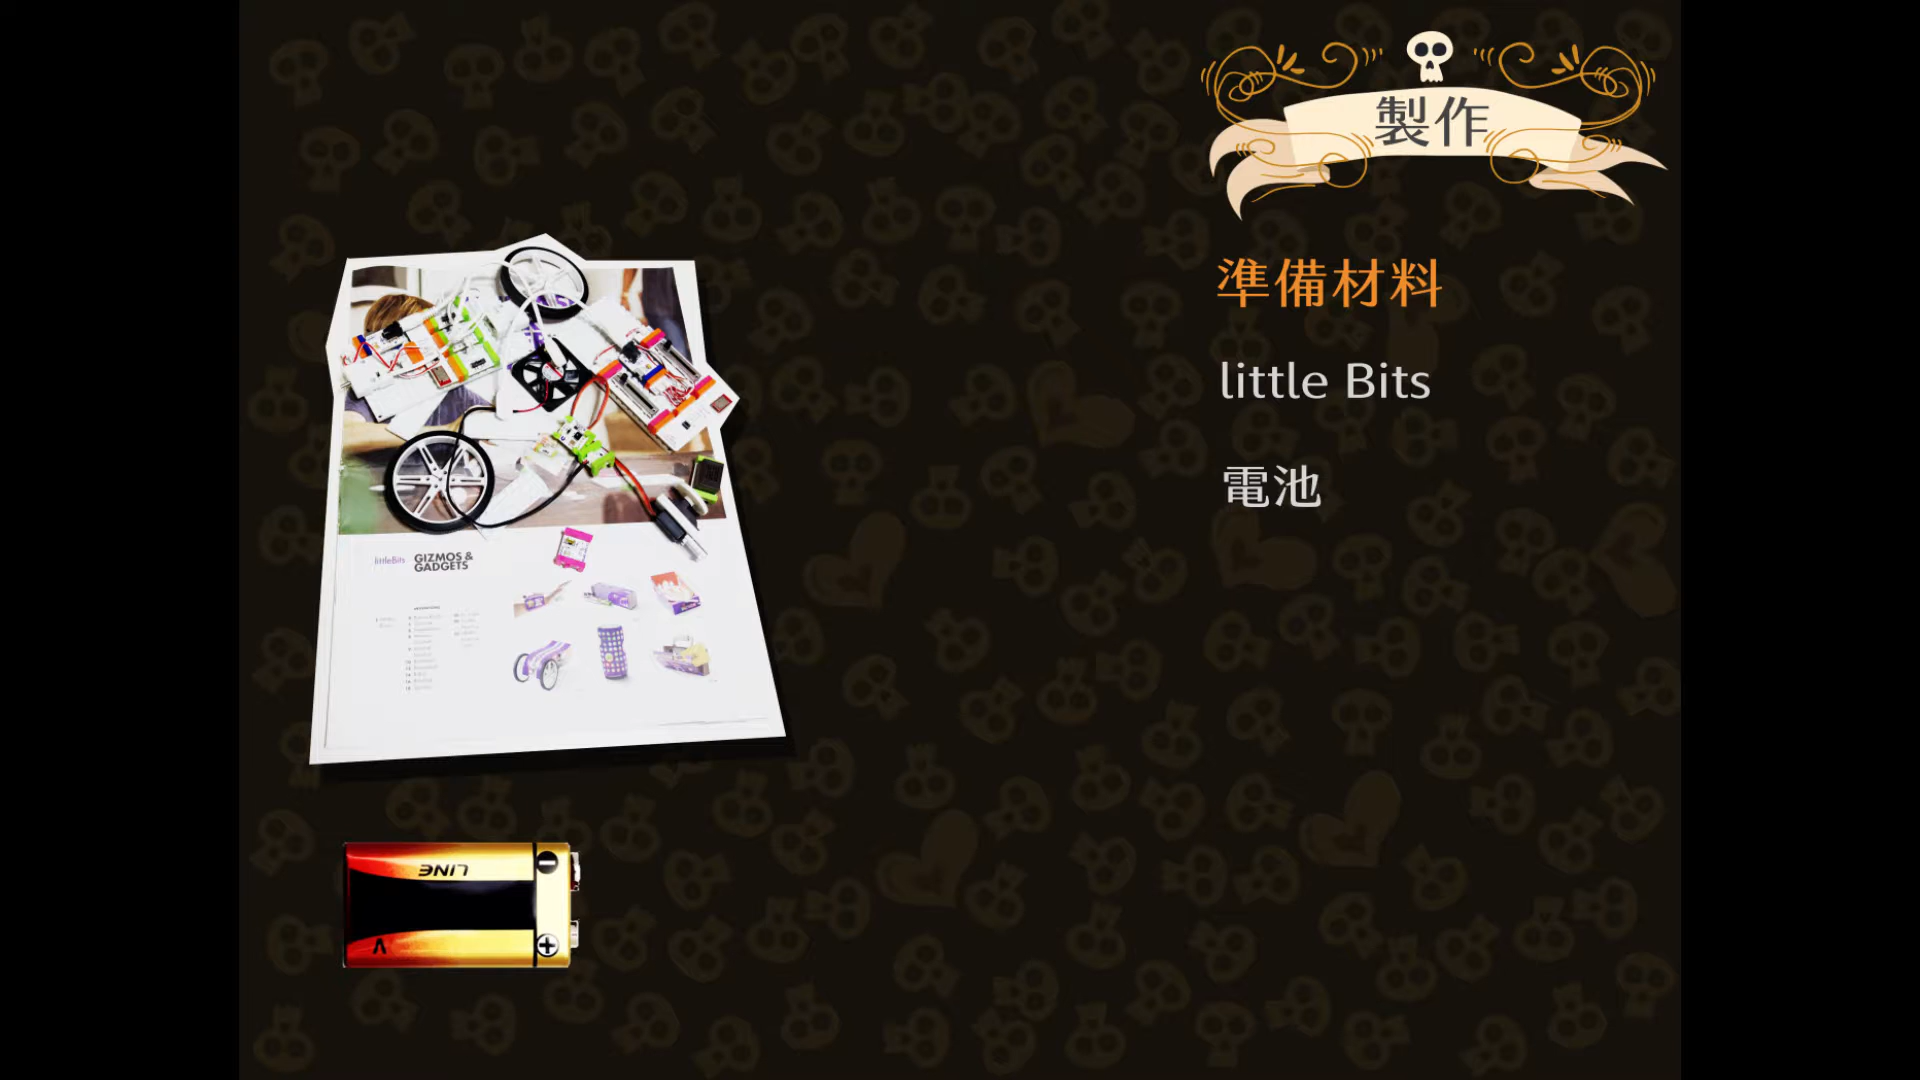 製作
準備材料
little Bits
電池
littleBits
GIZMOS &
GADGETS
LINE
V